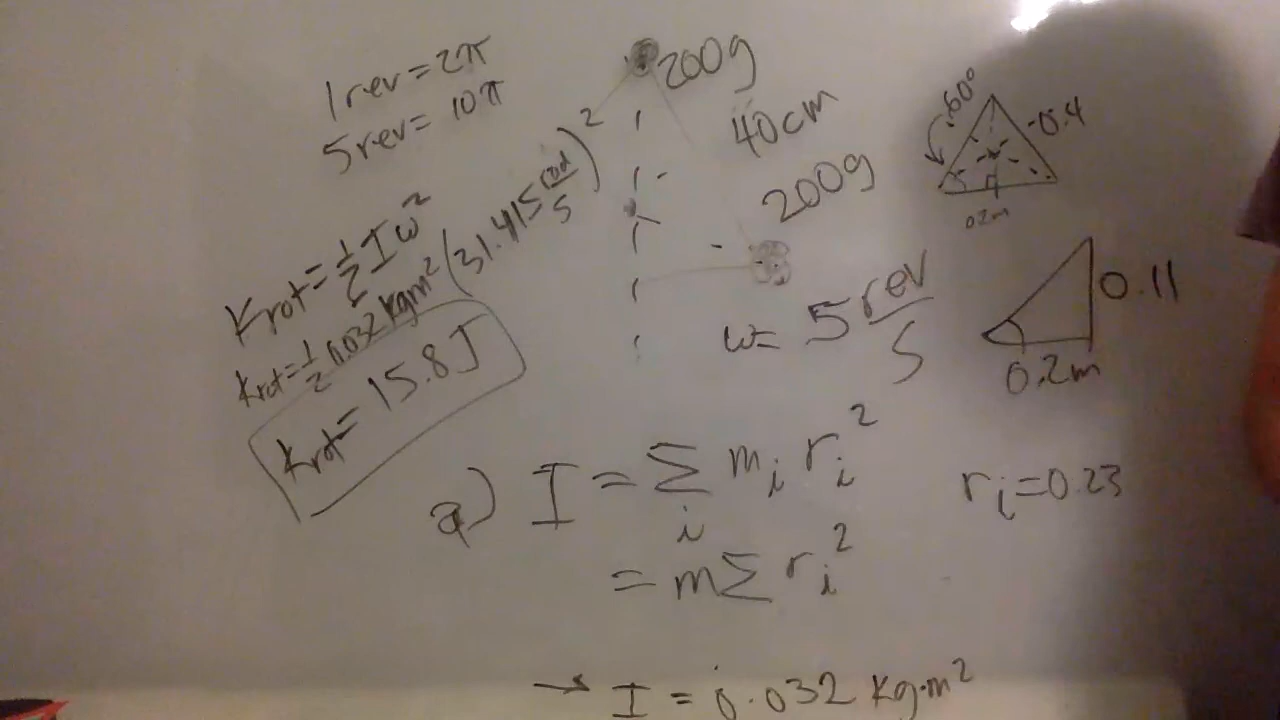 1 rev = 2π
5 rev = 10π
Krot = 1/2 I ω²
Krot = 1/2 0.032 kgm² (31.415 rad/s)²
Krot = 15.8 J
200g
40cm
200g
ω = 5 rev/s
60°
0.4
0.2m
0.11
0.2m
a) I = Σ mᵢ rᵢ²
i
= m Σ rᵢ²
rᵢ = 0.23
→ I = 0.032 kg·m²